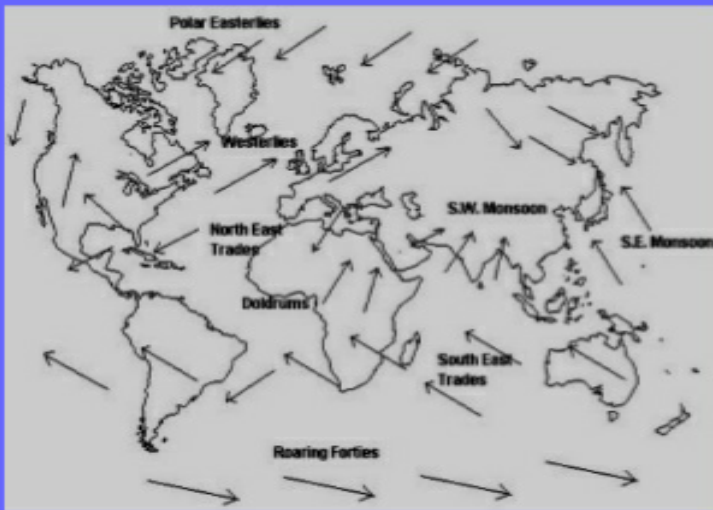 Polar Easterlies
Westerlies
North East
Trades
S.W. Monsoon
S.E. Monsoon
Doldrums
South East
Trades
Roaring Forties